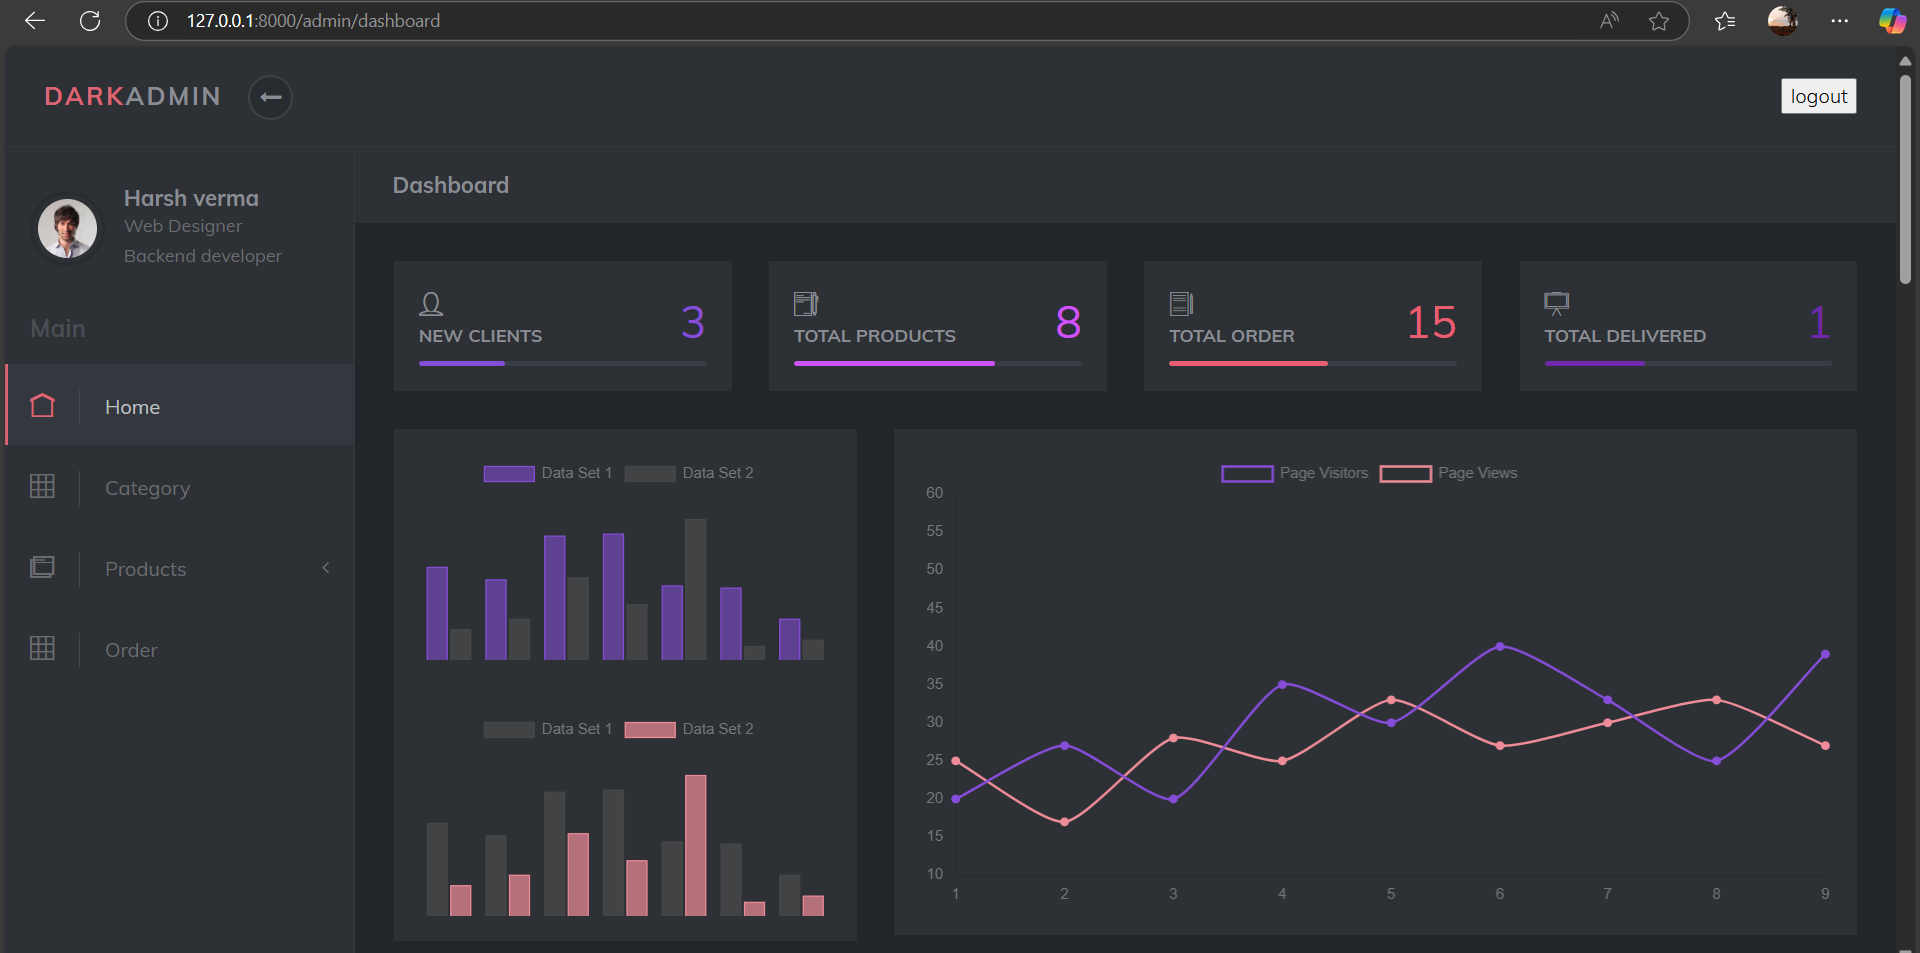 127.0.0.1:8000/admin/dashboard
DARKADMIN
logout
Harsh verma
Web Designer
Backend developer
Main
Home
Category
Products
Order
Dashboard
NEW CLIENTS
3
TOTAL PRODUCTS
8
TOTAL ORDER
15
TOTAL DELIVERED
1
Data Set 1 Data Set 2
Data Set 1 Data Set 2
Page Visitors Page Views
60
55
50
45
40
35
30
25
20
15
10
1 2 3 4 5 6 7 8 9